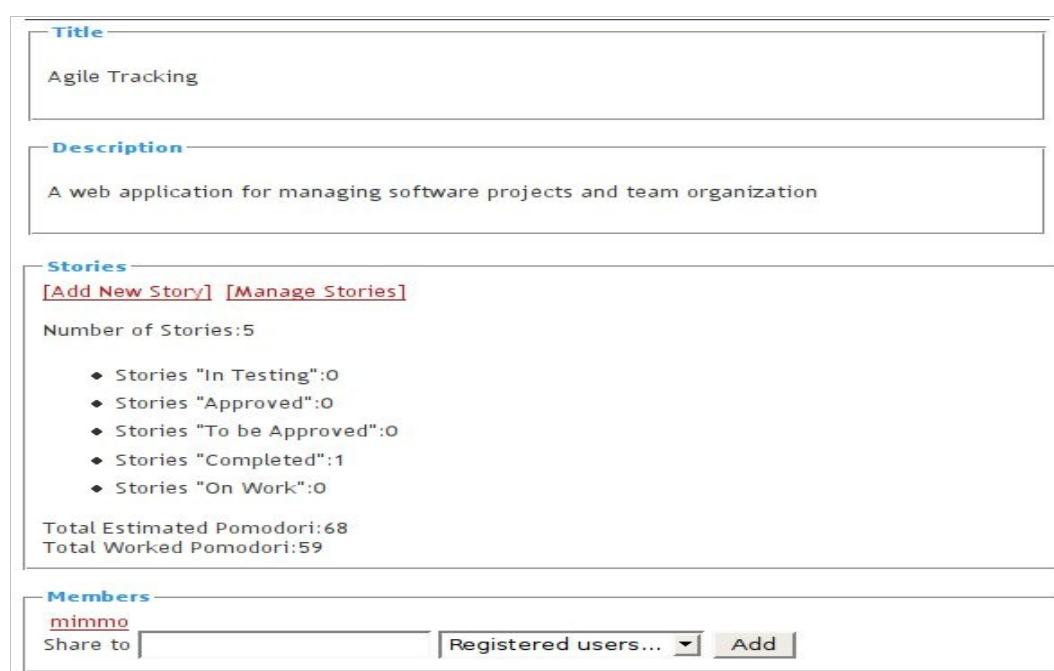 Title
Agile Tracking
Description
A web application for managing software projects and team organization
Stories
[Add New Story] [Manage Stories]
Number of Stories:5
Stories "In Testing":0
Stories "Approved":0
Stories "To be Approved":0
Stories "Completed":1
Stories "On Work":0
Total Estimated Pomodori:68
Total Worked Pomodori:59
Members
mimmo
Share to Registered users... Add